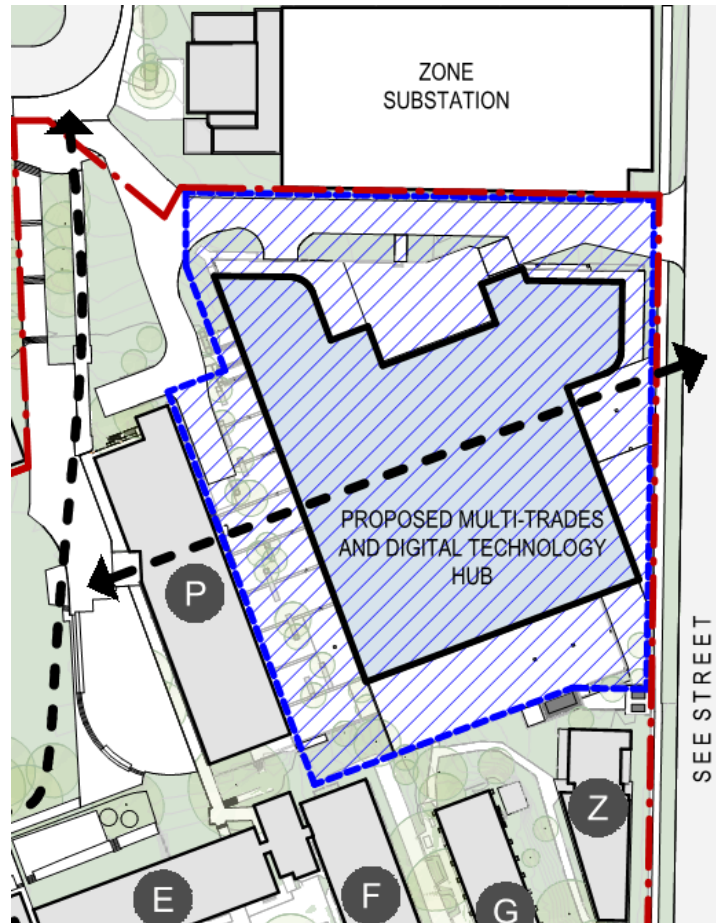 ZONE
SUBSTATION
PROPOSED MULTI-TRADES
AND DIGITAL TECHNOLOGY
HUB
P
SEE STREET
Z
E
F
G